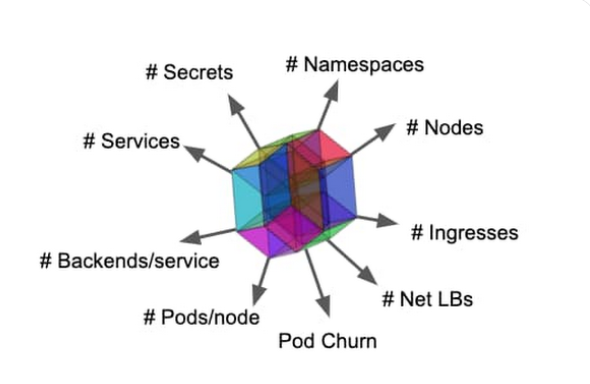 # Namespaces
# Secrets
# Nodes
# Services
# Ingresses
# Backends/service
# Net LBs
# Pods/node
Pod Churn